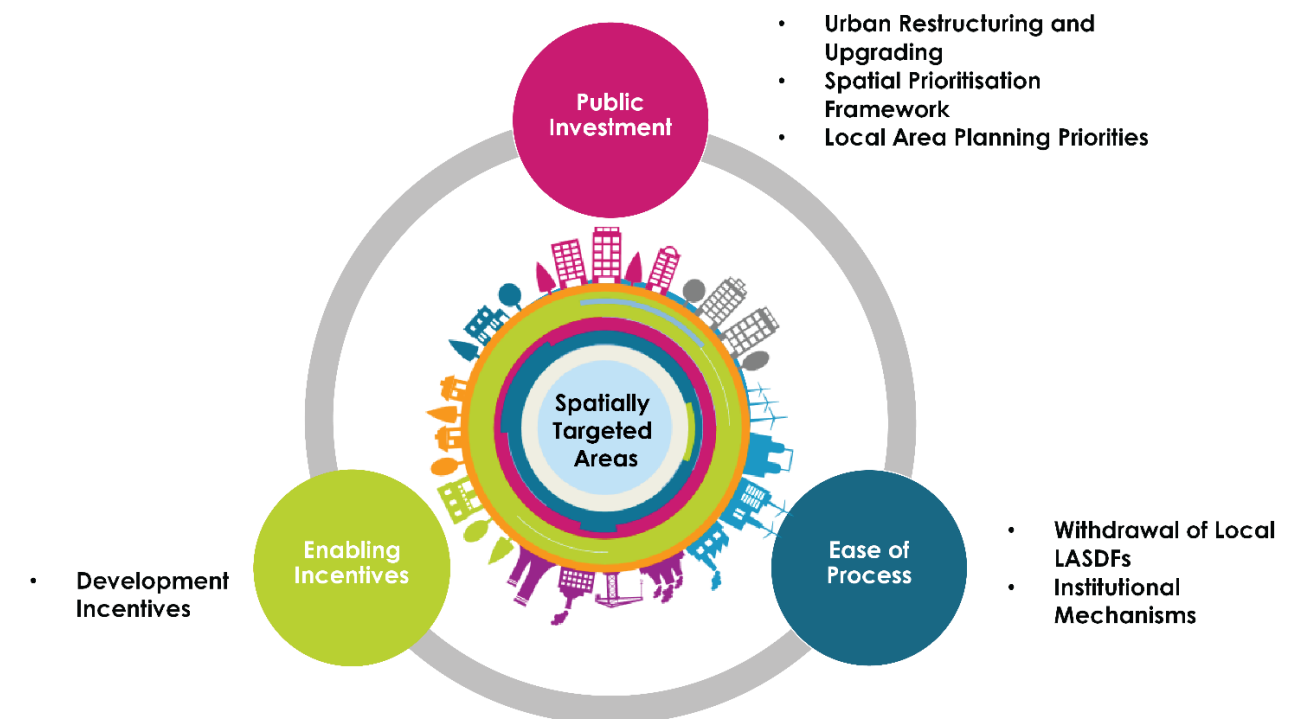 • Urban Restructuring and
Upgrading
• Spatial Prioritisation
Framework
• Local Area Planning Priorities
Public
Investment
Spatially
Targeted
Areas
Enabling
Incentives
• Development
Incentives
Ease of
Process
• Withdrawal of Local
LASDFs
• Institutional
Mechanisms